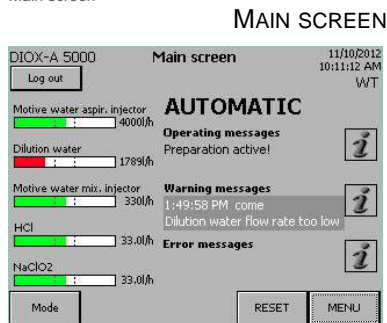 MAIN SCREEN
DIOX-A 5000 Main screen 11/10/2012
10:11:12 AM
Log out
WT
AUTOMATIC
Motive water aspir. injector
4000l/h
Operating messages
Preparation active!
Dilution water
1789l/h
Motive water mix. injector
330l/h
Warning messages
1:49:58 PM come
Dilution water flow rate too low
HCl
33.0l/h
Error messages
NaClO2
33.0l/h
Mode
RESET
MENU